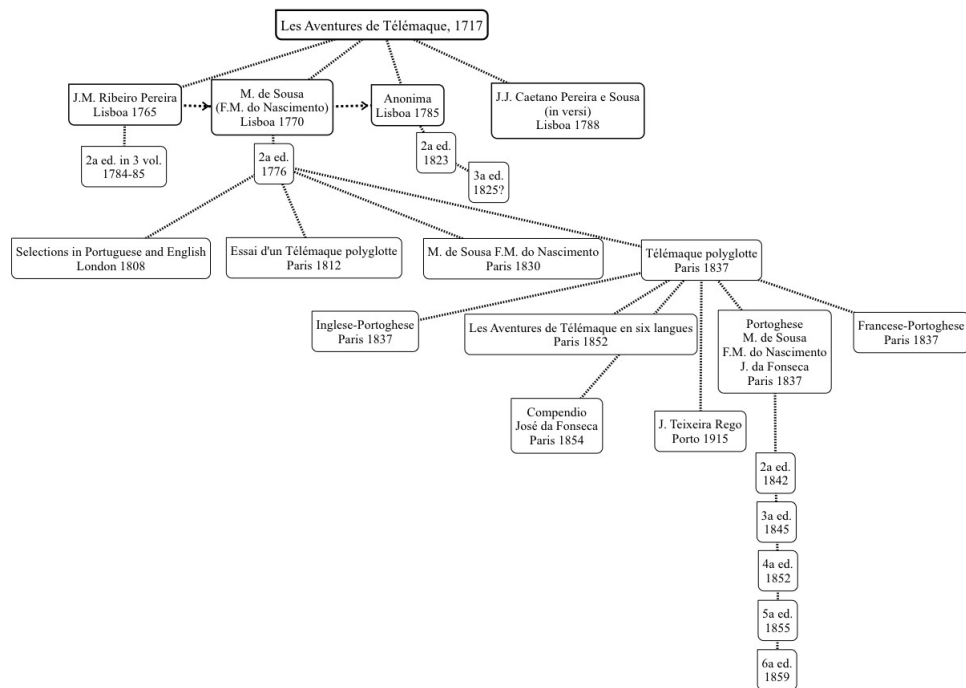 Les Aventures de Télémaque, 1717
J.M. Ribeiro Pereira
Lisboa 1765
M. de Sousa
(F.M. do Nascimento)
Lisboa 1770
Anonima
Lisboa 1785
J.J. Caetano Pereira e Sousa
(in versi)
Lisboa 1788
2a ed. in 3 vol.
1784-85
2a ed.
1776
2a ed.
1823
3a ed.
1825?
Selections in Portuguese and English
London 1808
Essai d'un Télémaque polyglotte
Paris 1812
M. de Sousa F.M. do Nascimento
Paris 1830
Télémaque polyglotte
Paris 1837
Inglese-Portoghese
Paris 1837
Les Aventures de Télémaque en six langues
Paris 1852
Portoghese
M. de Sousa
F.M. do Nascimento
J. da Fonseca
Paris 1837
Francese-Portoghese
Paris 1837
Compendio
José da Fonseca
Paris 1854
J. Teixeira Rego
Porto 1915
2a ed.
1842
3a ed.
1845
4a ed.
1852
5a ed.
1855
6a ed.
1859